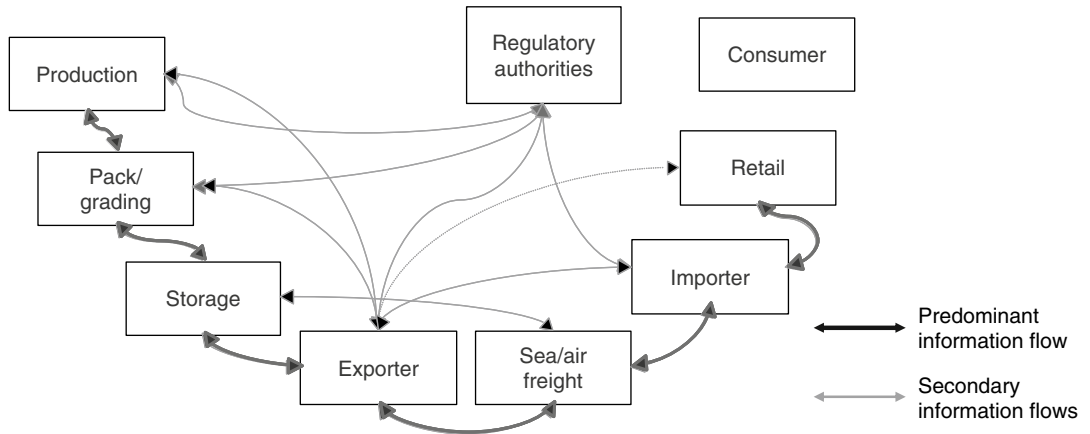 Production
Regulatory
authorities
Consumer
Pack/
grading
Retail
Storage
Importer
Exporter
Sea/air
freight
Predominant
information flow
Secondary
information flows